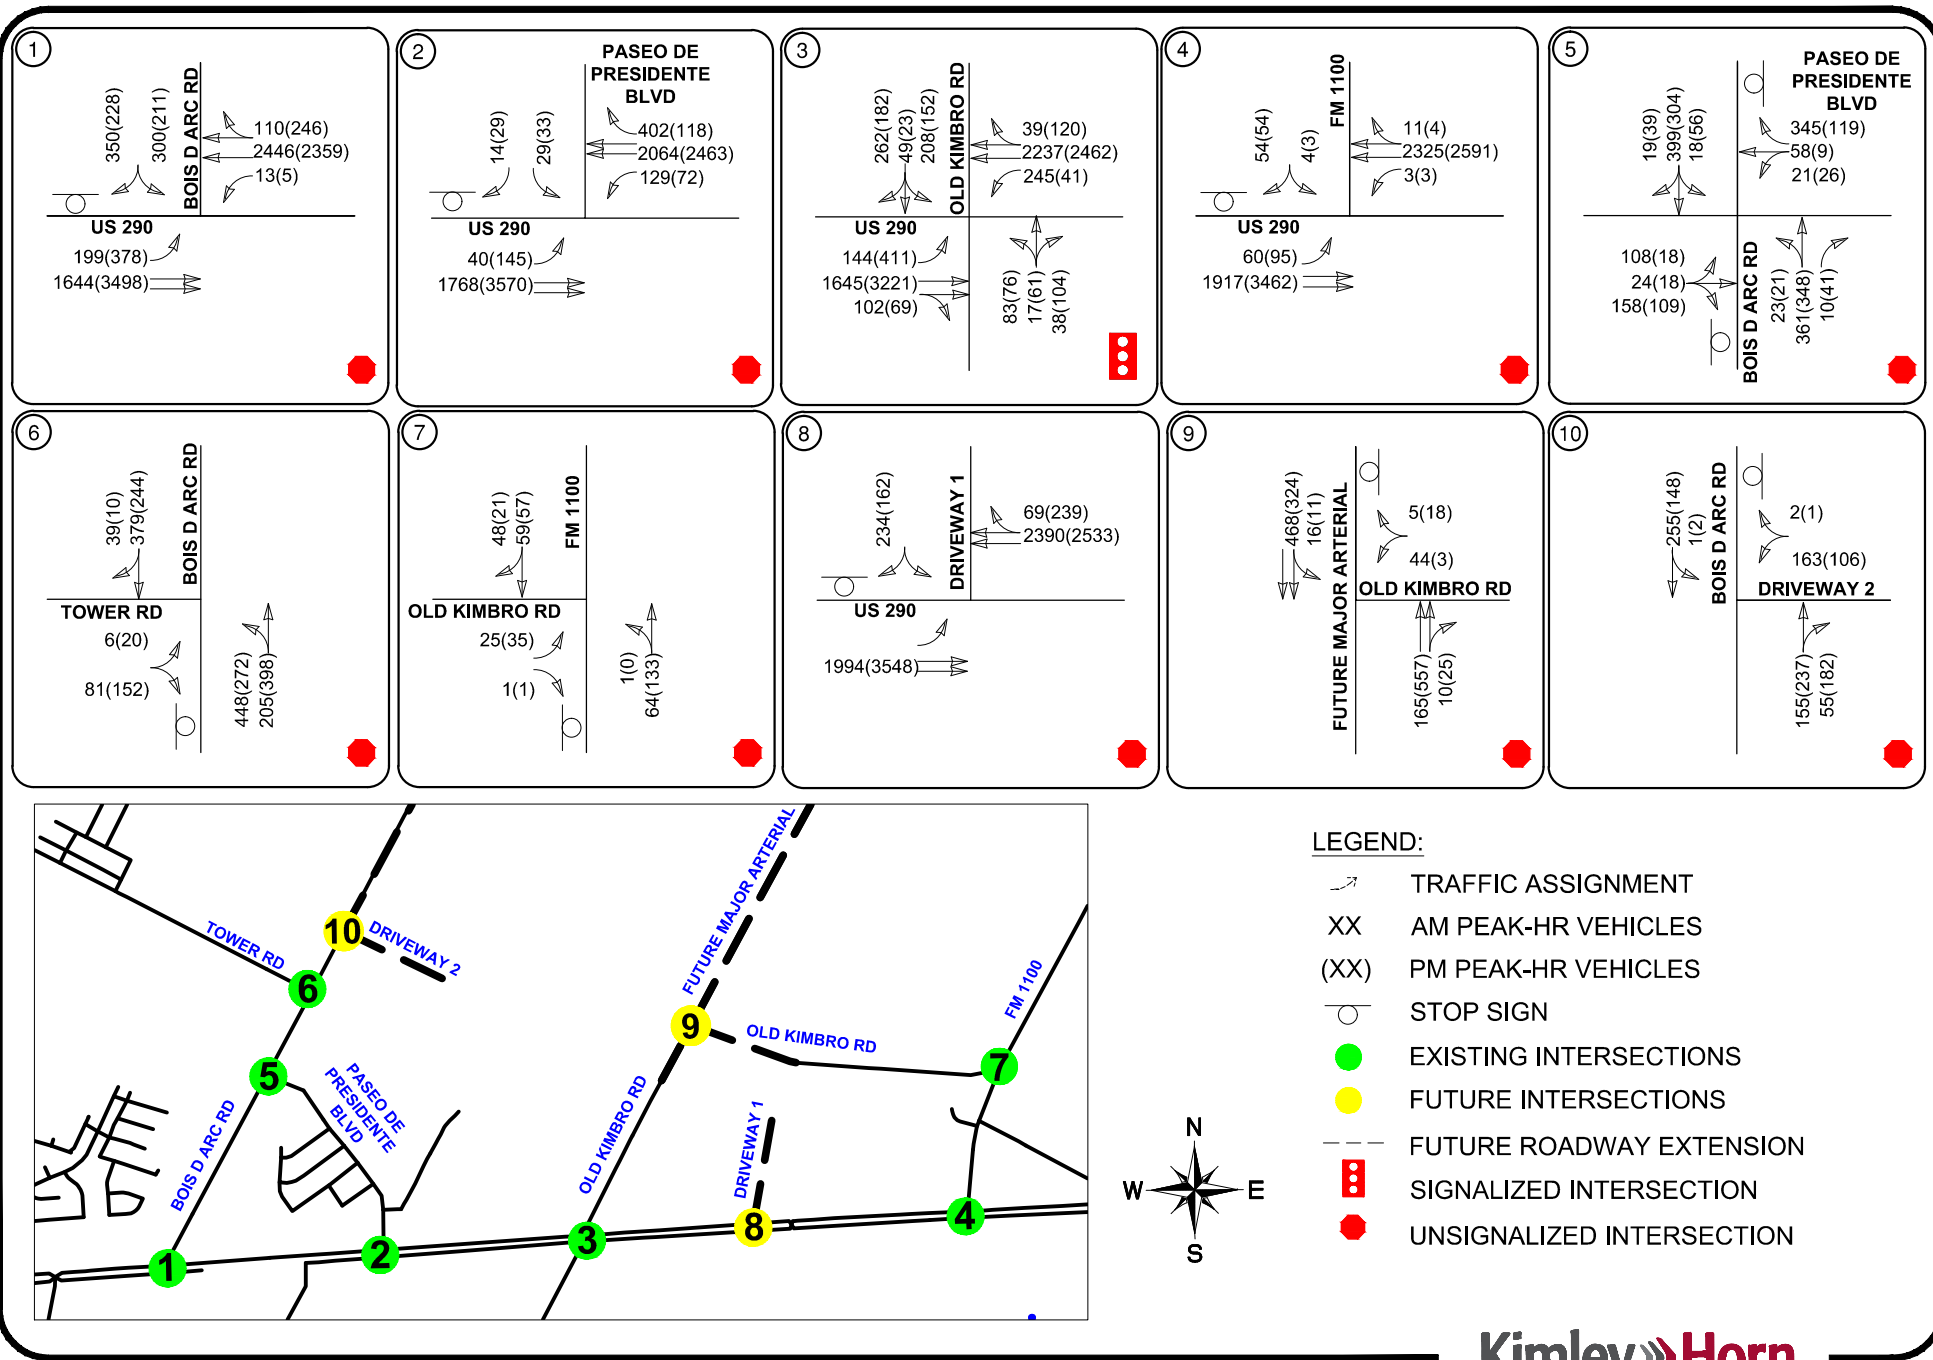 1
BOIS D ARC RD
350(228)
300(211)
110(246)
2446(2359)
13(5)
US 290
199(378)
1644(3498)
2
PASEO DE
PRESIDENTE
BLVD
14(29)
29(33)
402(118)
2064(2463)
129(72)
US 290
40(145)
1768(3570)
3
OLD KIMBRO RD
262(182)
49(23)
208(152)
39(120)
2237(2462)
245(41)
US 290
144(411)
1645(3221)
102(69)
83(76)
17(61)
38(104)
4
FM 1100
54(54)
4(3)
11(4)
2325(2591)
3(3)
US 290
60(95)
1917(3462)
5
PASEO DE
PRESIDENTE
BLVD
19(39)
399(304)
18(56)
345(119)
58(9)
21(26)
108(18)
24(18)
158(109)
BOIS D ARC RD
23(21)
361(348)
10(41)
6
BOIS D ARC RD
39(10)
379(244)
TOWER RD
6(20)
81(152)
448(272)
205(398)
7
FM 1100
48(21)
59(57)
OLD KIMBRO RD
25(35)
1(1)
1(0)
64(133)
8
DRIVEWAY 1
234(162)
69(239)
2390(2533)
US 290
1994(3548)
9
FUTURE MAJOR ARTERIAL
468(324)
16(11)
5(18)
44(3)
OLD KIMBRO RD
165(557)
10(25)
10
BOIS D ARC RD
255(148)
1(2)
2(1)
163(106)
DRIVEWAY 2
155(237)
55(182)
TOWER RD
10
DRIVEWAY 2
6
5
BOIS D ARC RD
PASEO DE
PRESIDENTE
BLVD
1
2
FUTURE MAJOR ARTERIAL
9
OLD KIMBRO RD
OLD KIMBRO RD
3
DRIVEWAY 1
8
FM 1100
7
4
N
W
E
S
LEGEND:
TRAFFIC ASSIGNMENT
XX AM PEAK-HR VEHICLES
(XX) PM PEAK-HR VEHICLES
STOP SIGN
EXISTING INTERSECTIONS
FUTURE INTERSECTIONS
FUTURE ROADWAY EXTENSION
SIGNALIZED INTERSECTION
UNSIGNALIZED INTERSECTION
Kimley»Horn